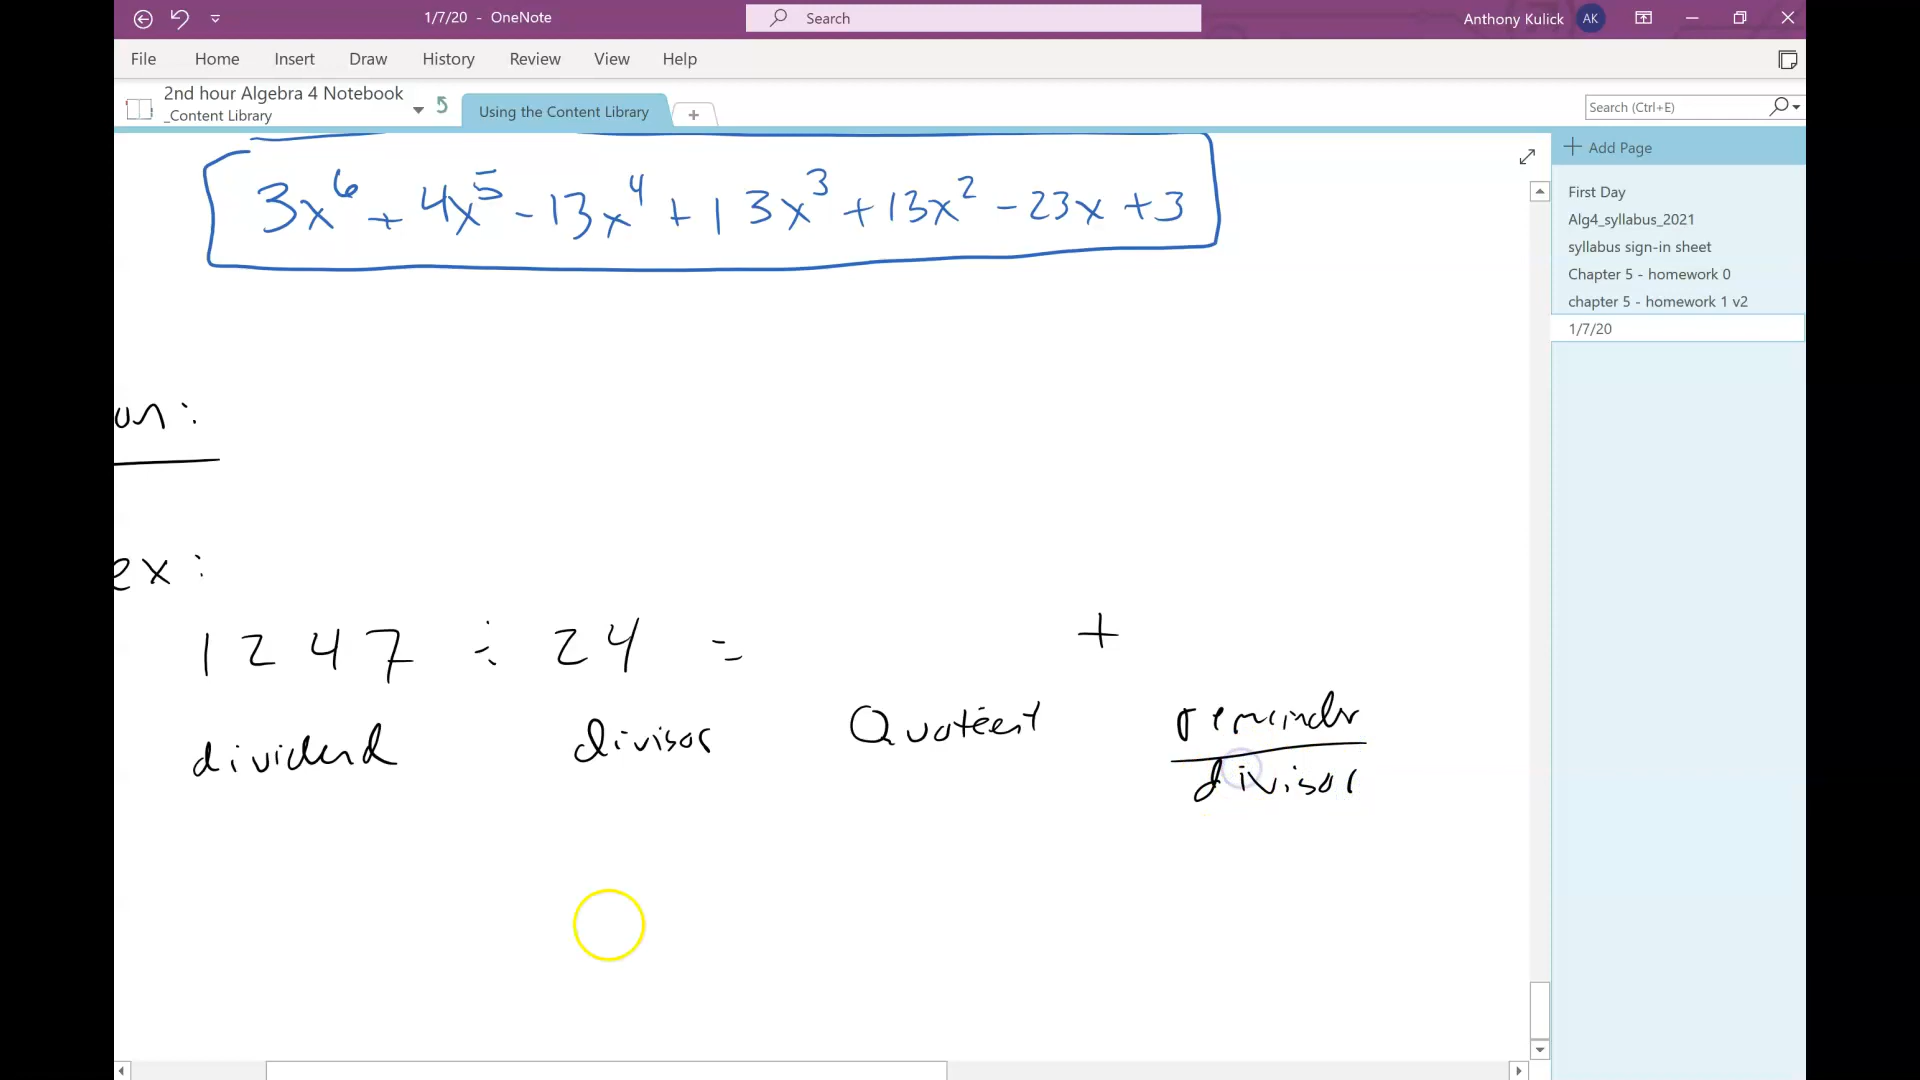 1/7/20 - OneNote
Search
Anthony Kulick AK
File Home Insert Draw History Review View Help
2nd hour Algebra 4 Notebook
_Content Library
Using the Content Library
Search (Ctrl+E)
Add Page
First Day
Alg4_syllabus_2021
syllabus sign-in sheet
Chapter 5 - homework 0
chapter 5 - homework 1 v2
1/7/20
3x⁶ + 4x⁵ - 13x⁴ + 13x³ + 13x² - 23x + 3
on:
ex:
1247 ÷ 24 = +
dividend divisor Quotient remainder
divisor